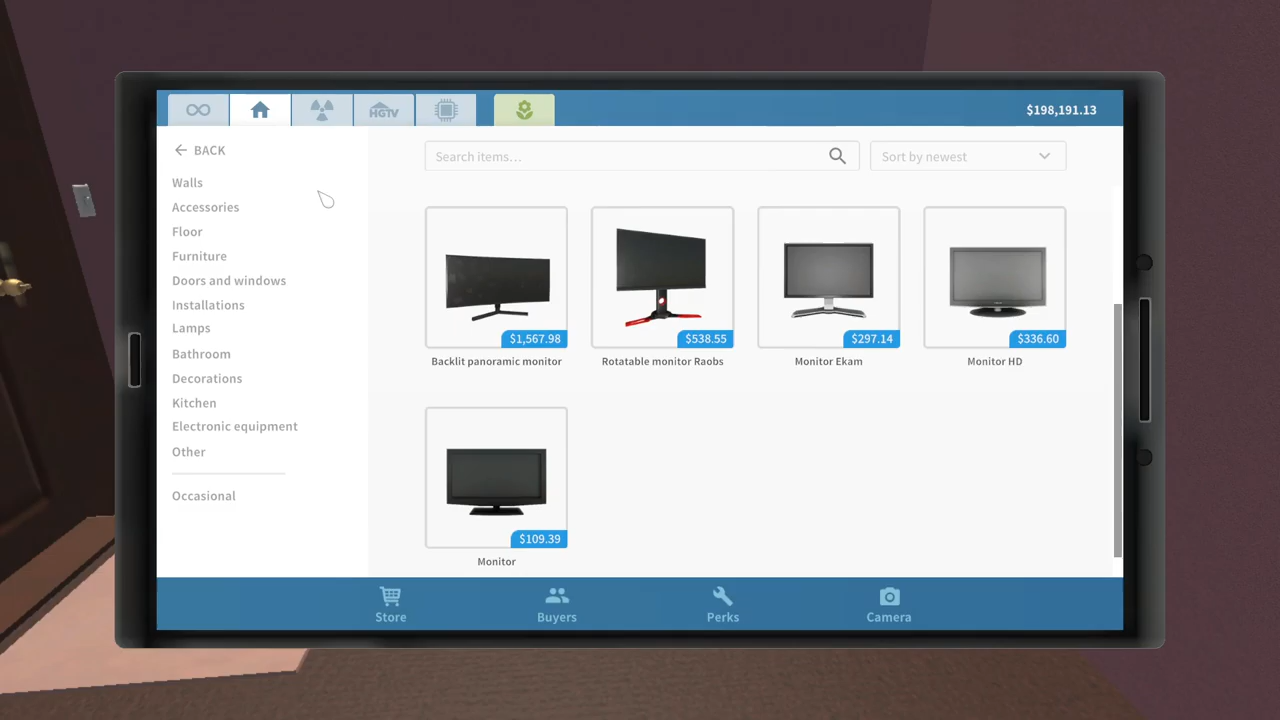 HGTV
$198,191.13
BACK
Search items...
Sort by newest
Walls
Accessories
Floor
Furniture
Doors and windows
Installations
Lamps
Bathroom
Decorations
Kitchen
Electronic equipment
Other
Occasional
$1,567.98
$538.55
$297.14
$336.60
Backlit panoramic monitor
Rotatable monitor Raobs
Monitor Ekam
Monitor HD
$109.39
Monitor
Store
Buyers
Perks
Camera